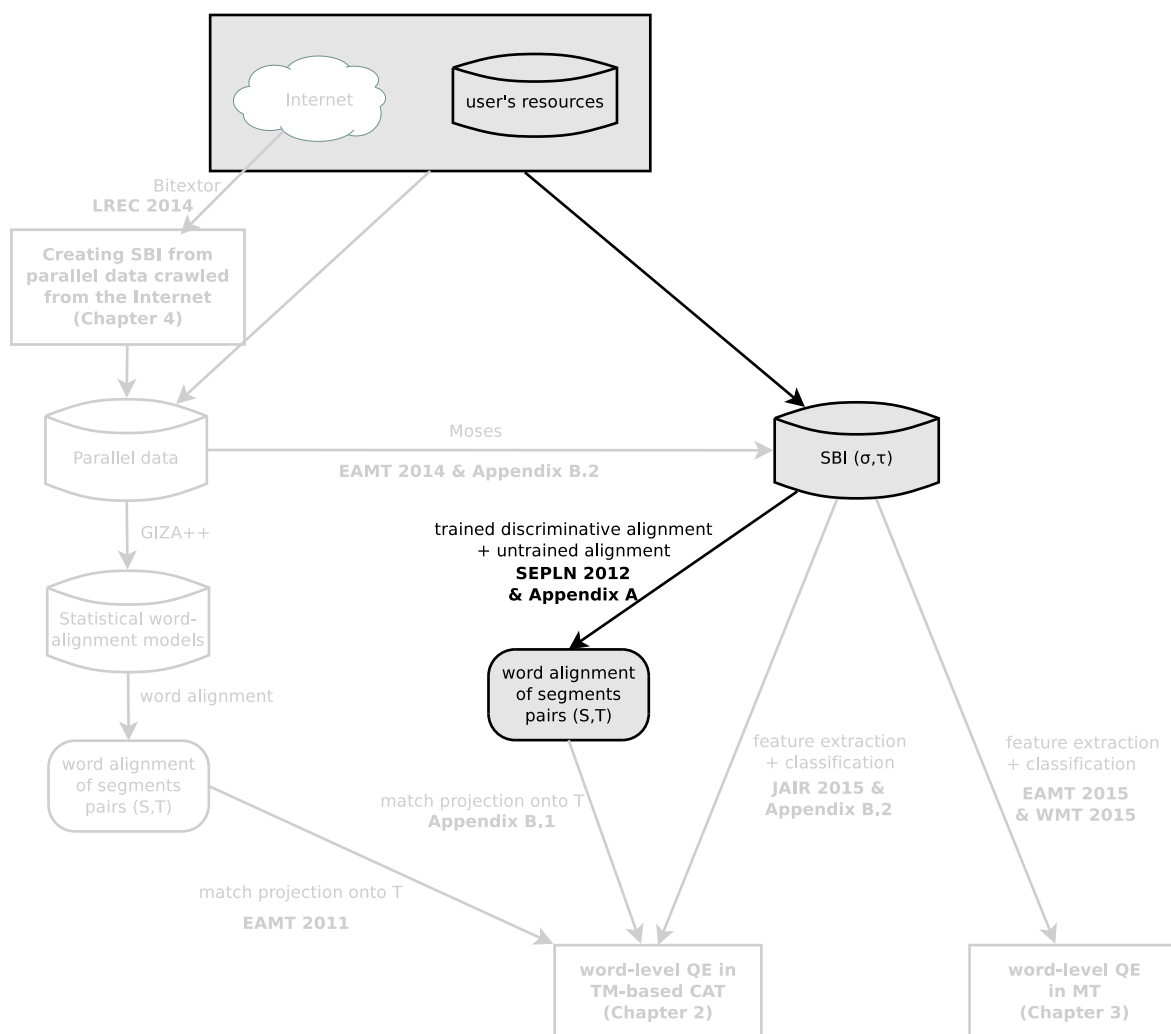 Internet
user's resources
Bitextor
LREC 2014
Creating SBI from
parallel data crawled
from the Internet
(Chapter 4)
Parallel data
Moses
EAMT 2014 & Appendix B.2
SBI (σ,τ)
GIZA++
trained discriminative alignment
+ untrained alignment
SEPLN 2012
& Appendix A
Statistical word-
alignment models
word alignment
of segments
pairs (S,T)
word alignment
word alignment
of segments
pairs (S,T)
match projection onto T
Appendix B.1
feature extraction
+ classification
JAIR 2015 &
Appendix B.2
feature extraction
+ classification
EAMT 2015
& WMT 2015
match projection onto T
EAMT 2011
word-level QE in
TM-based CAT
(Chapter 2)
word-level QE
in MT
(Chapter 3)